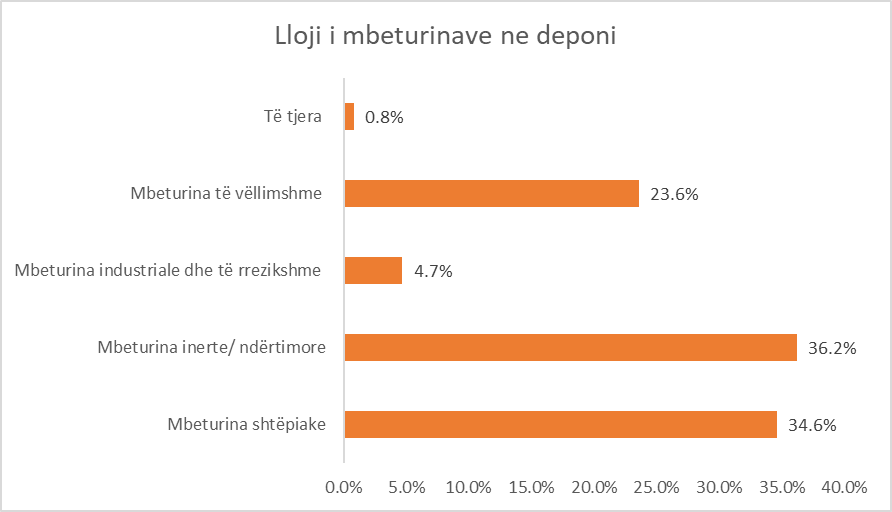 Lloji i mbeturinave ne deponi
Të tjera
0.8%
Mbeturina të vëllimshme
23.6%
Mbeturina industriale dhe të rrezikshme
4.7%
Mbeturina inerte/ ndërtimore
36.2%
Mbeturina shtëpiake
34.6%
0.0% 5.0% 10.0% 15.0% 20.0% 25.0% 30.0% 35.0% 40.0%